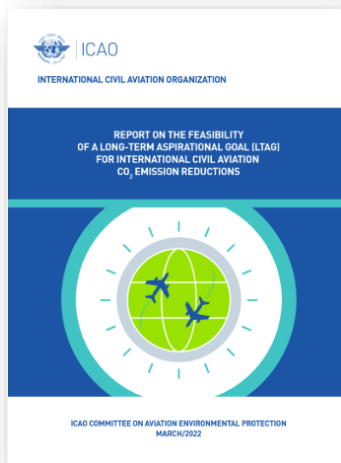 ICAO
INTERNATIONAL CIVIL AVIATION ORGANIZATION
REPORT ON THE FEASIBILITY
OF A LONG-TERM ASPIRATIONAL GOAL (LTAG)
FOR INTERNATIONAL CIVIL AVIATION
CO₂ EMISSION REDUCTIONS
ICAO COMMITTEE ON AVIATION ENVIRONMENTAL PROTECTION
MARCH/2022